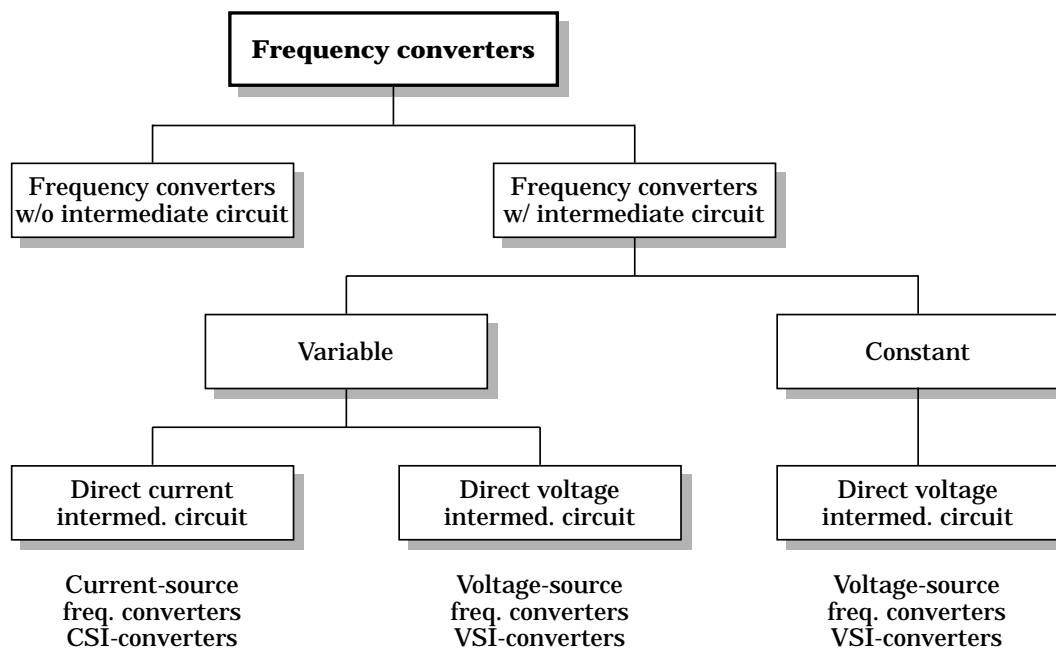 Frequency converters
Frequency converters
w/o intermediate circuit
Frequency converters
w/ intermediate circuit
Variable
Constant
Direct current
intermed. circuit
Direct voltage
intermed. circuit
Direct voltage
intermed. circuit
Current-source
freq. converters
CSI-converters
Voltage-source
freq. converters
VSI-converters
Voltage-source
freq. converters
VSI-converters